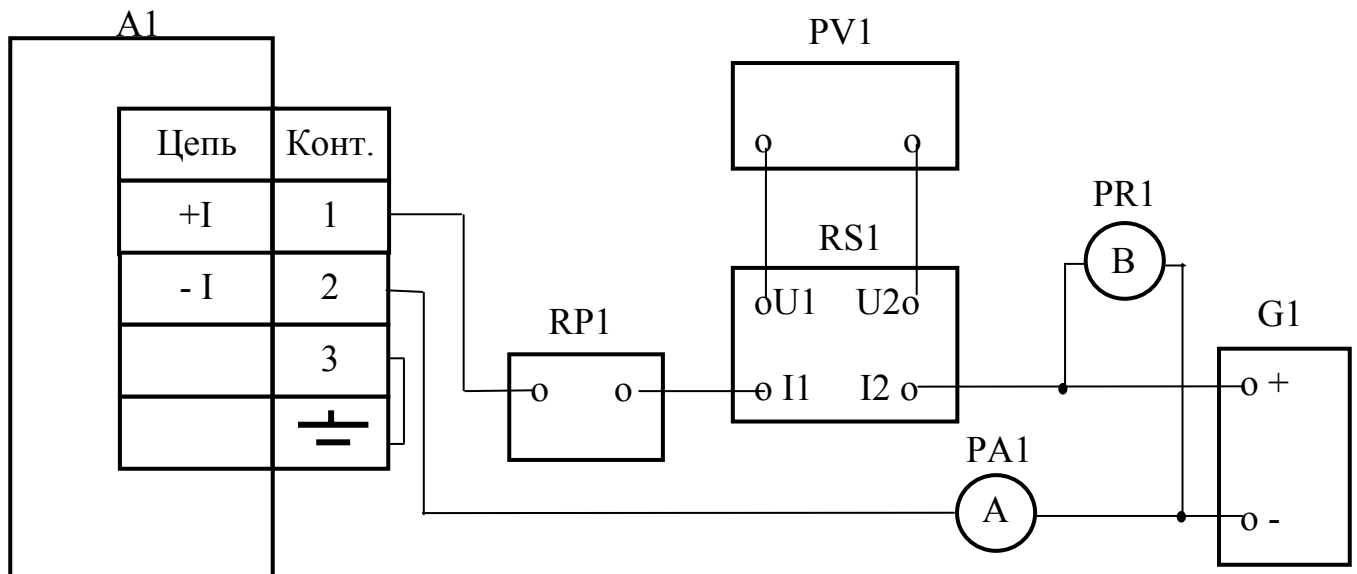 A1
PV1
Цепь Конт.
+I 1
PR1
RS1
В
- I 2
oU1 U2o
RP1
G1
3
o o
o I1 I2 o
o +
PA1
А
o -